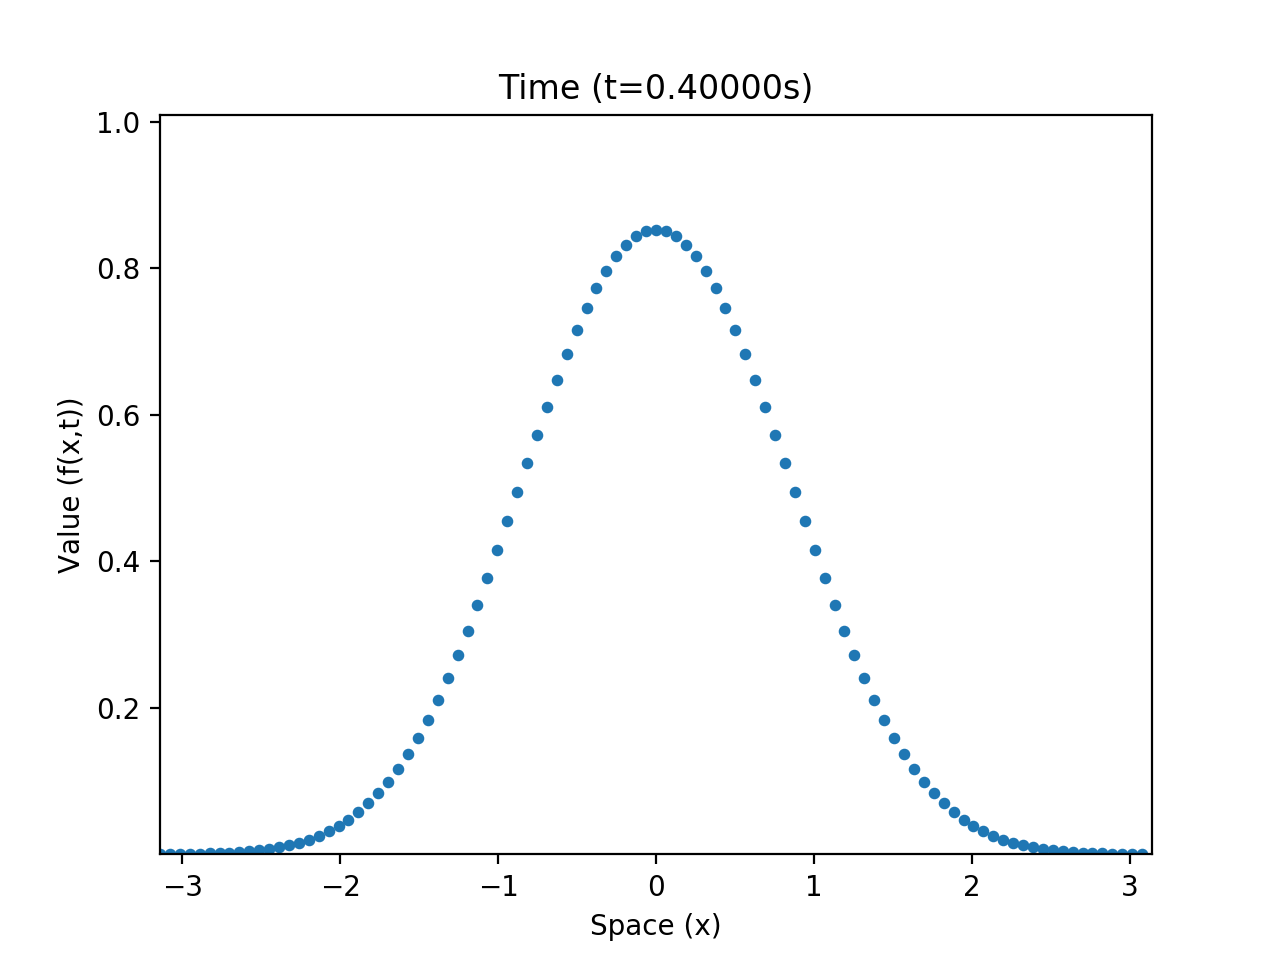 Time (t=0.40000s)
1.0
0.8
0.6
0.4
0.2
Value (f(x,t))
−3 −2 −1 0 1 2 3
Space (x)